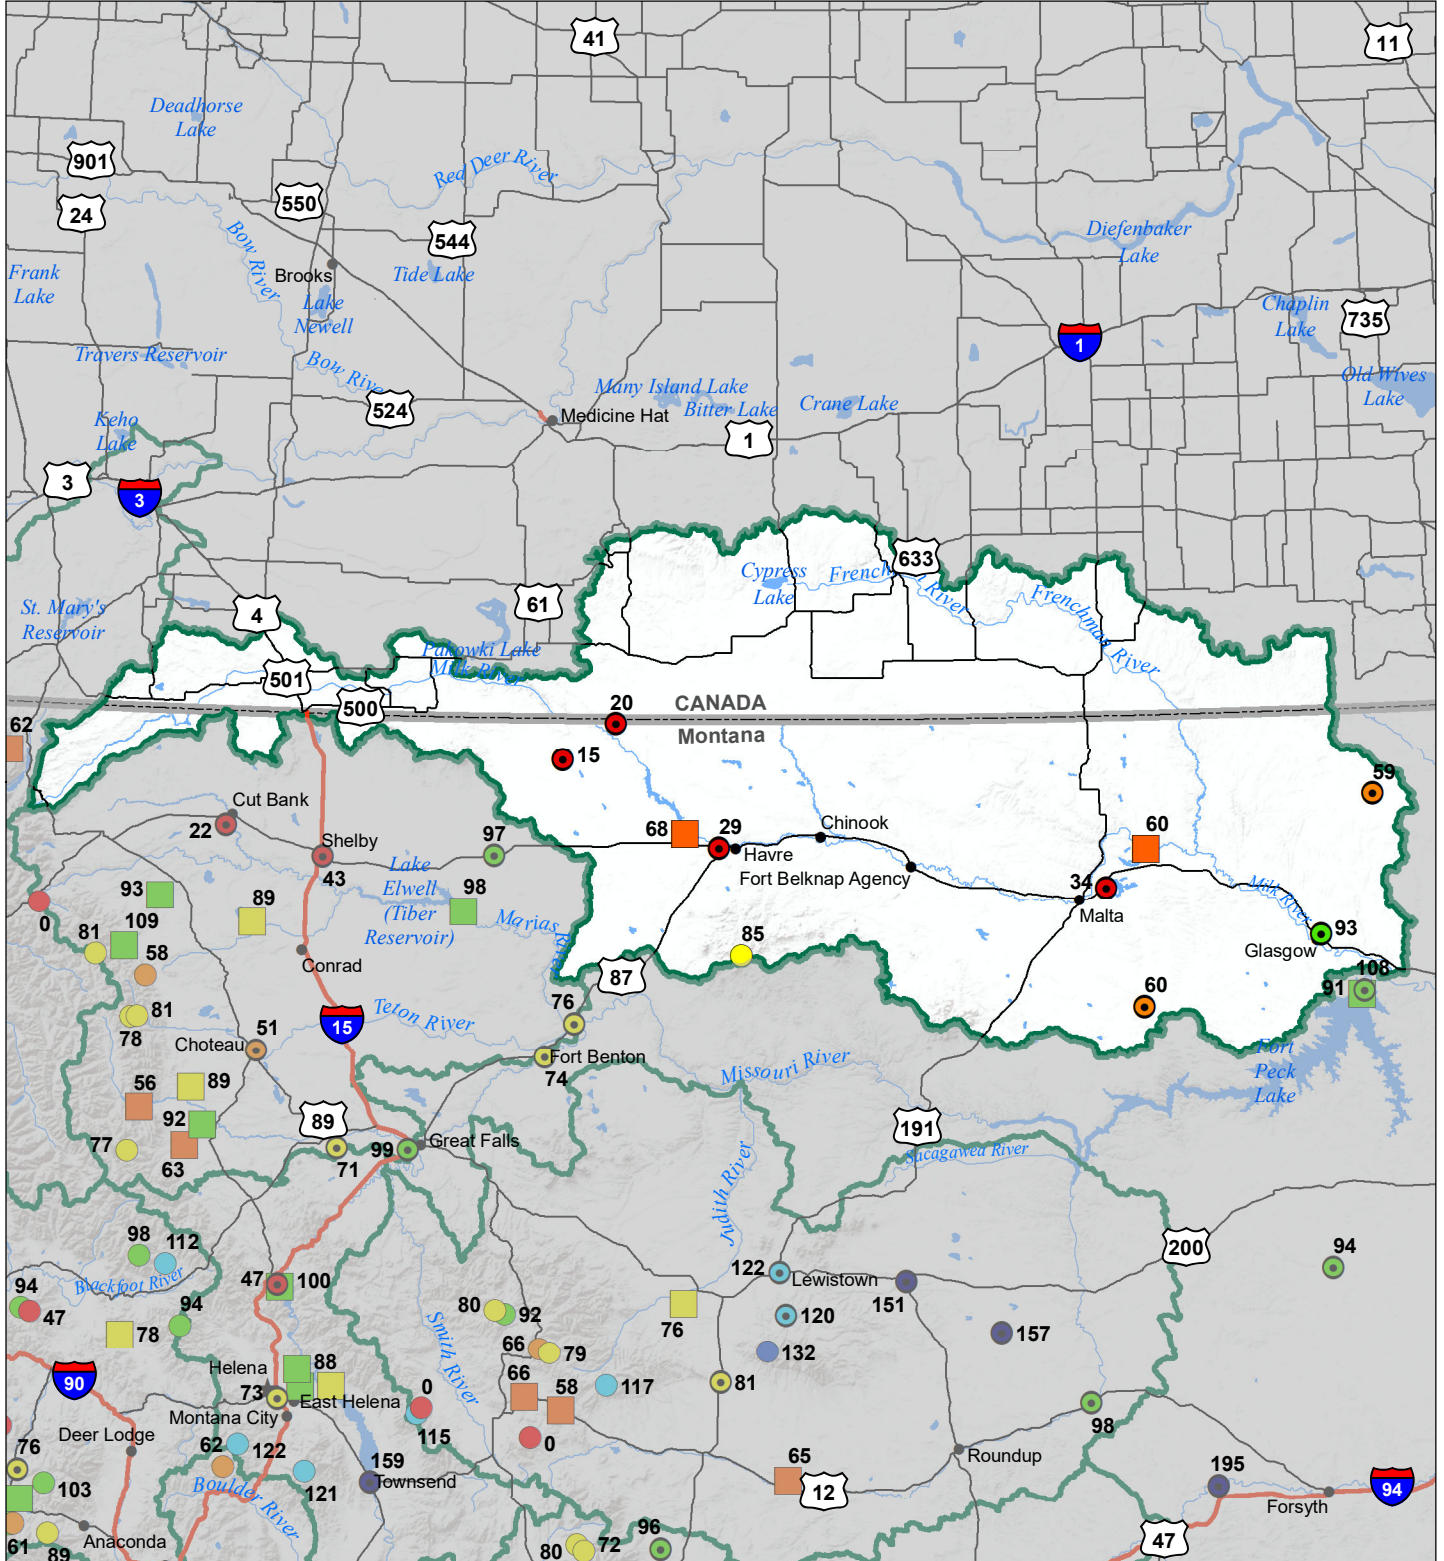 41
11
Deadhorse
Lake
901
Red Deer River
550
24
544
Bow River
Diefenbaker
Lake
Brooks
Tide Lake
Frank
Lake
Lake
Newell
Chaplin
Lake
735
1
Travers Reservoir
Bow River
Many Island Lake
Bitter Lake
Crane Lake
Old Wives
Lake
524
Keho
Lake
Medicine Hat
1
3
3
633
Cypress
Lake
Frenchman River
Frenchman River
61
4
St. Mary's
Reservoir
Pakowki Lake
Milk River
501
500
20
CANADA
Montana
62
15
59
Cut Bank
22
Shelby
43
97
68
29
Havre
Chinook
Fort Belknap Agency
60
34
Malta
Milk River
Lake
Elwell
(Tiber
Reservoir)
98
Marias River
93
109
89
0
81
58
Conrad
85
87
93
Glasgow
108
91
60
76
81
78
15
Teton River
51
Choteau
Fort Benton
74
Missouri River
Fort
Peck
Lake
56
89
92
63
77
89
71
99
Great Falls
191
Sacagawea River
Judith River
98
112
Blackfoot River
200
94
47
100
122
Lewistown
151
94
47
94
78
80
92
76
120
157
Smith River
66
79
132
90
Helena
88
73
East Helena
Montana City
0
115
66
58
117
81
0
98
Deer Lodge
76
62
122
159
Townsend
65
12
Roundup
195
Forsyth
94
103
121
Boulder River
61
89
Anaconda
80
72
96
47